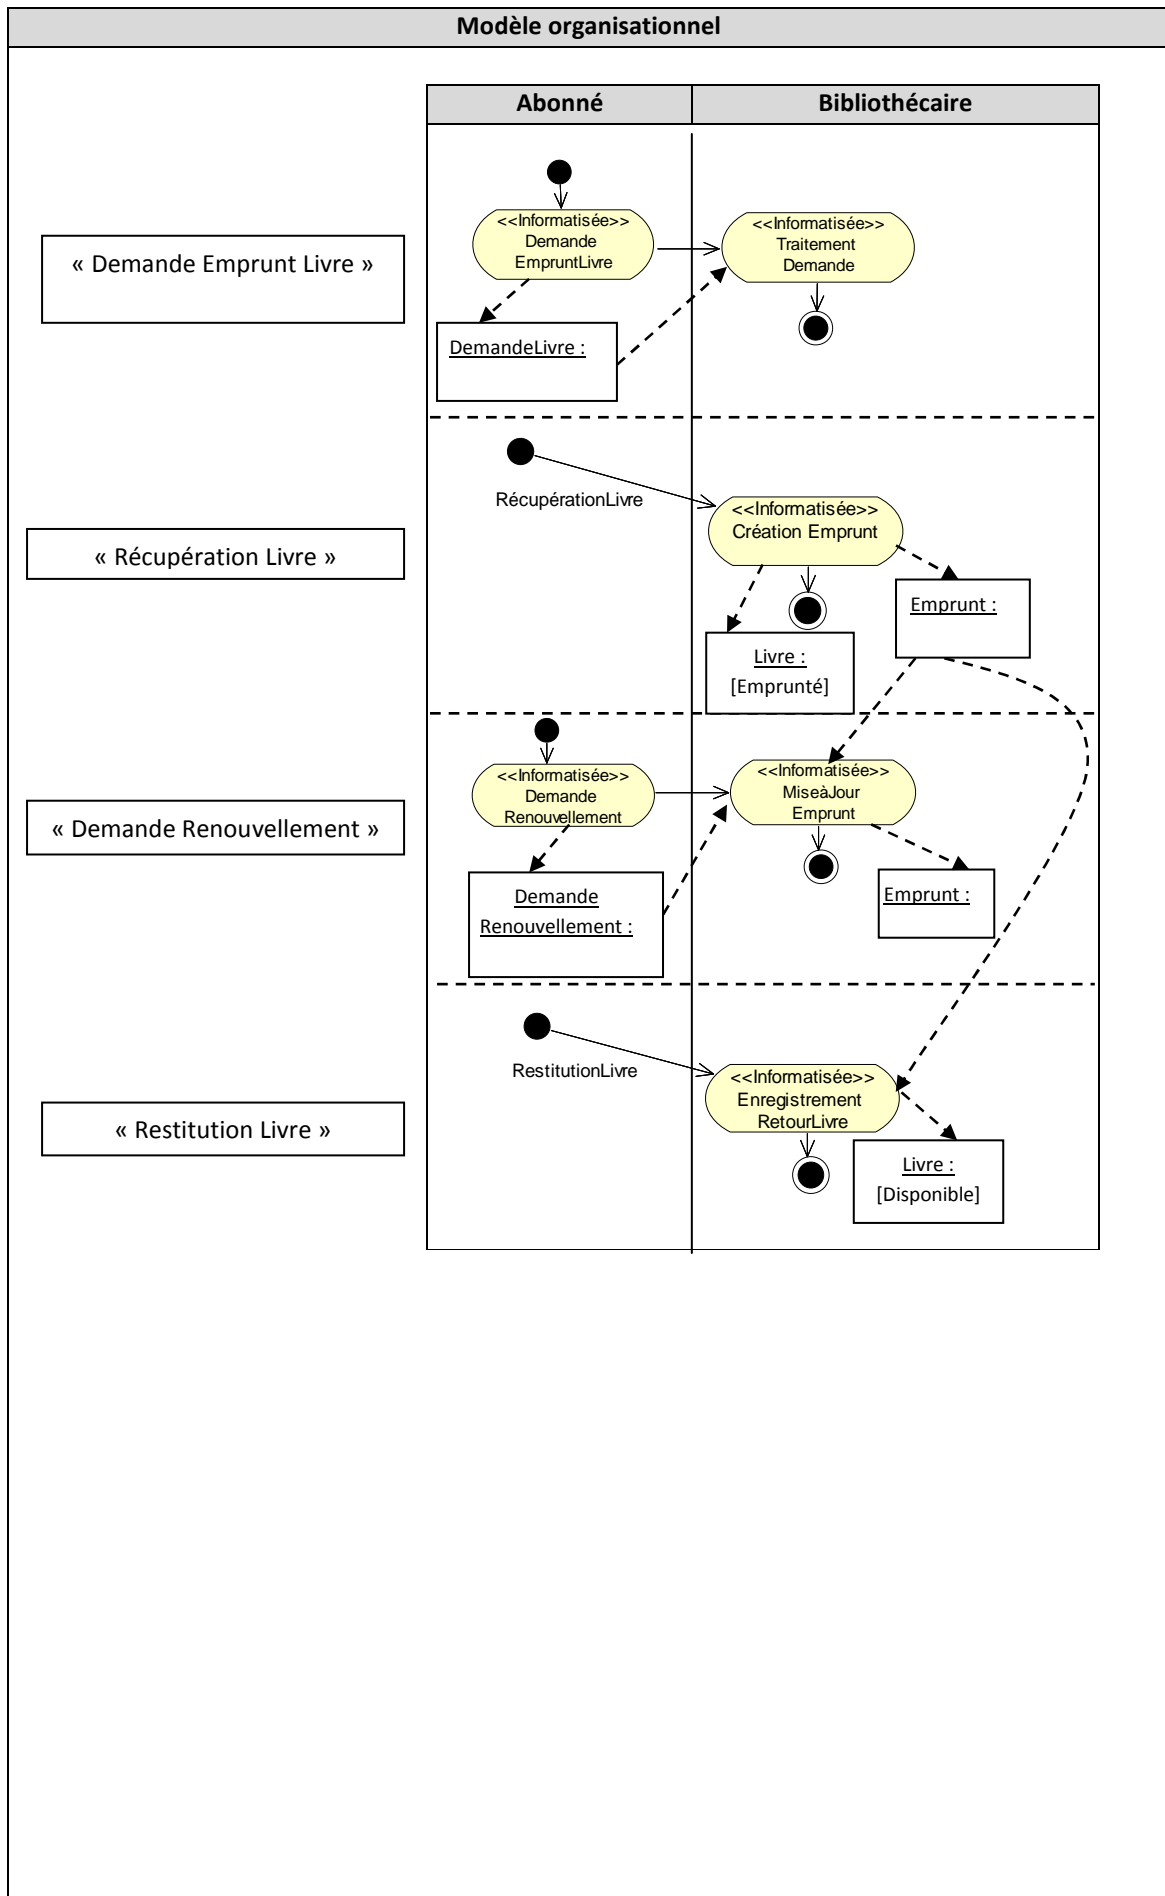 Modèle organisationnel
Abonné
Bibliothécaire
« Demande Emprunt Livre »
<<Informatisée>>
Demande
EmpruntLivre
<<Informatisée>>
Traitement
Demande
DemandeLivre :
« Récupération Livre »
RécupérationLivre
<<Informatisée>>
Création Emprunt
Emprunt :
Livre :
[Emprunté]
« Demande Renouvellement »
<<Informatisée>>
Demande
Renouvellement
<<Informatisée>>
MiseàJour
Emprunt
Demande
Renouvellement :
Emprunt :
« Restitution Livre »
RestitutionLivre
<<Informatisée>>
Enregistrement
RetourLivre
Livre :
[Disponible]